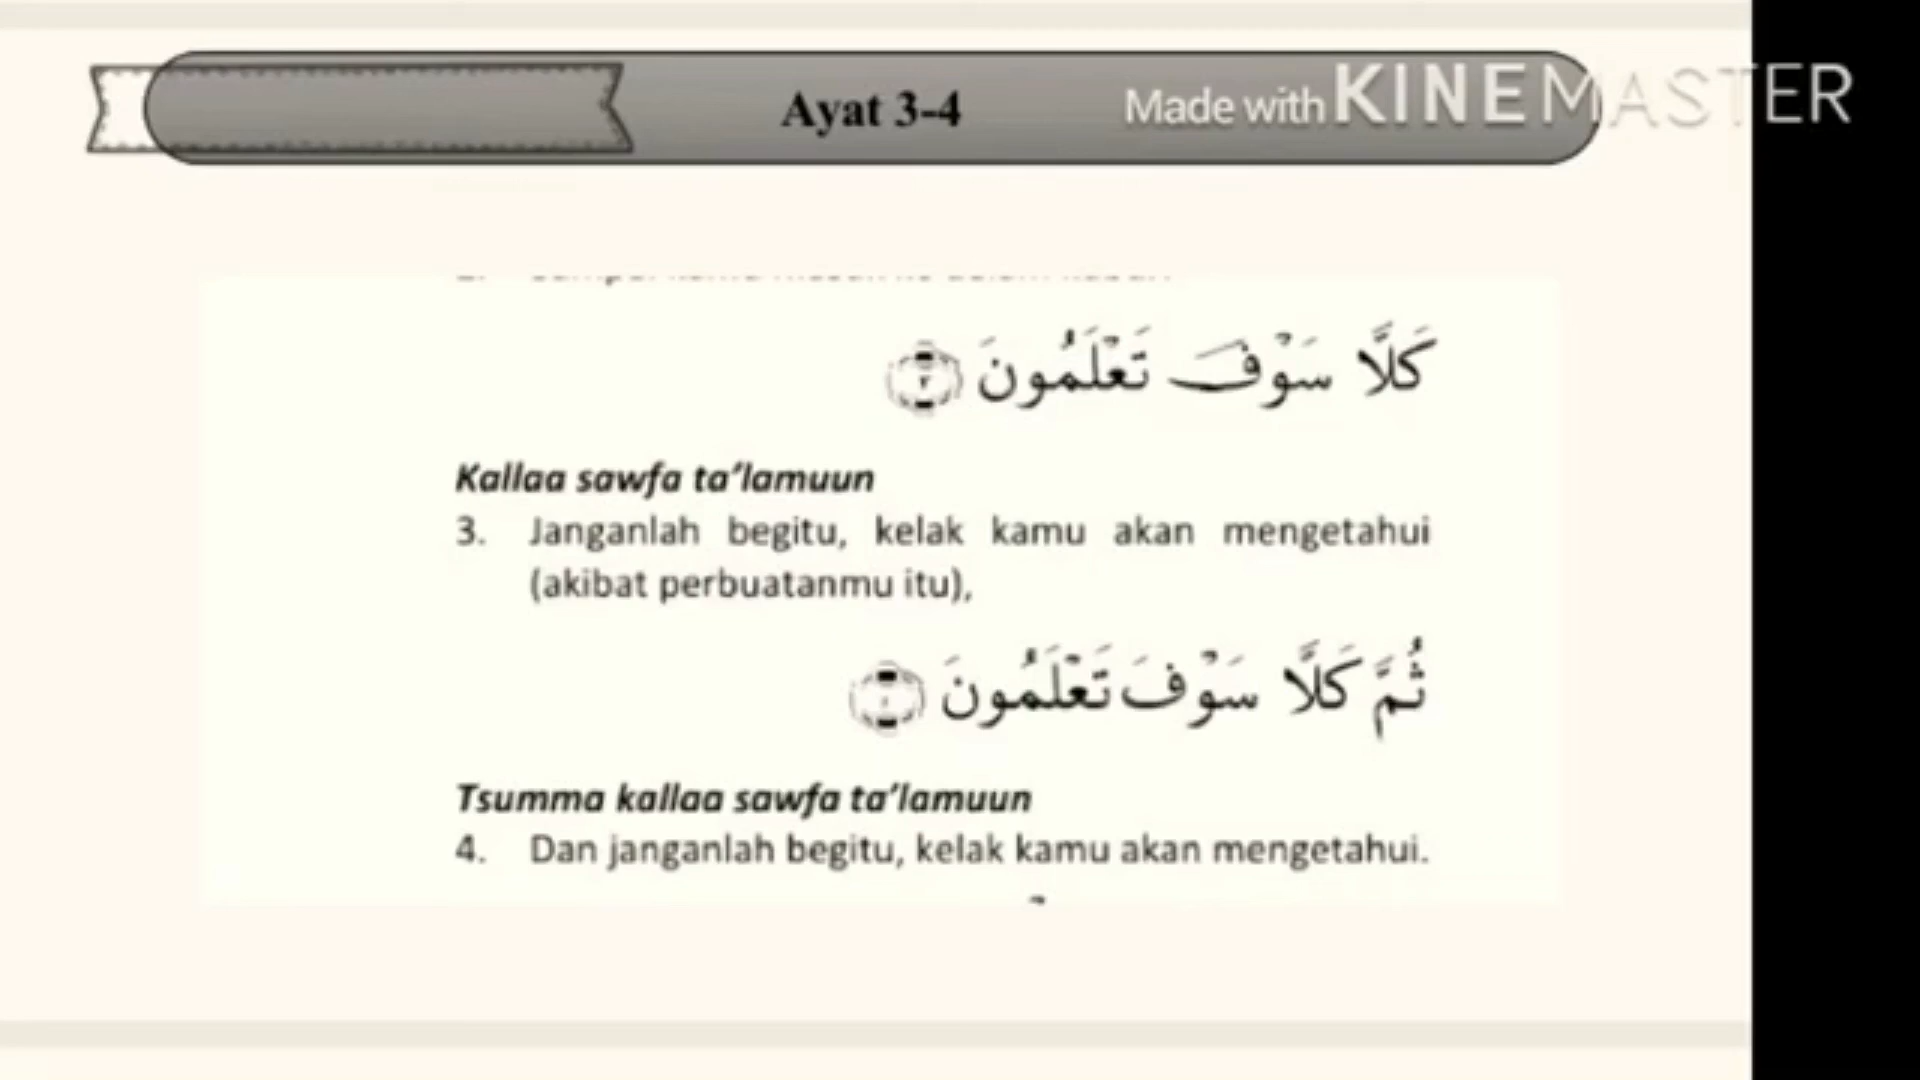 Ayat 3-4
Made with KINEMASTER
كَلَّا سَوْفَ تَعْلَمُونَ ٣
Kallaa sawfa ta'lamuun
3. Janganlah begitu, kelak kamu akan mengetahui
(akibat perbuatanmu itu),
ثُمَّ كَلَّا سَوْفَ تَعْلَمُونَ
Tsumma kallaa sawfa ta'lamuun
4. Dan janganlah begitu, kelak kamu akan mengetahui.